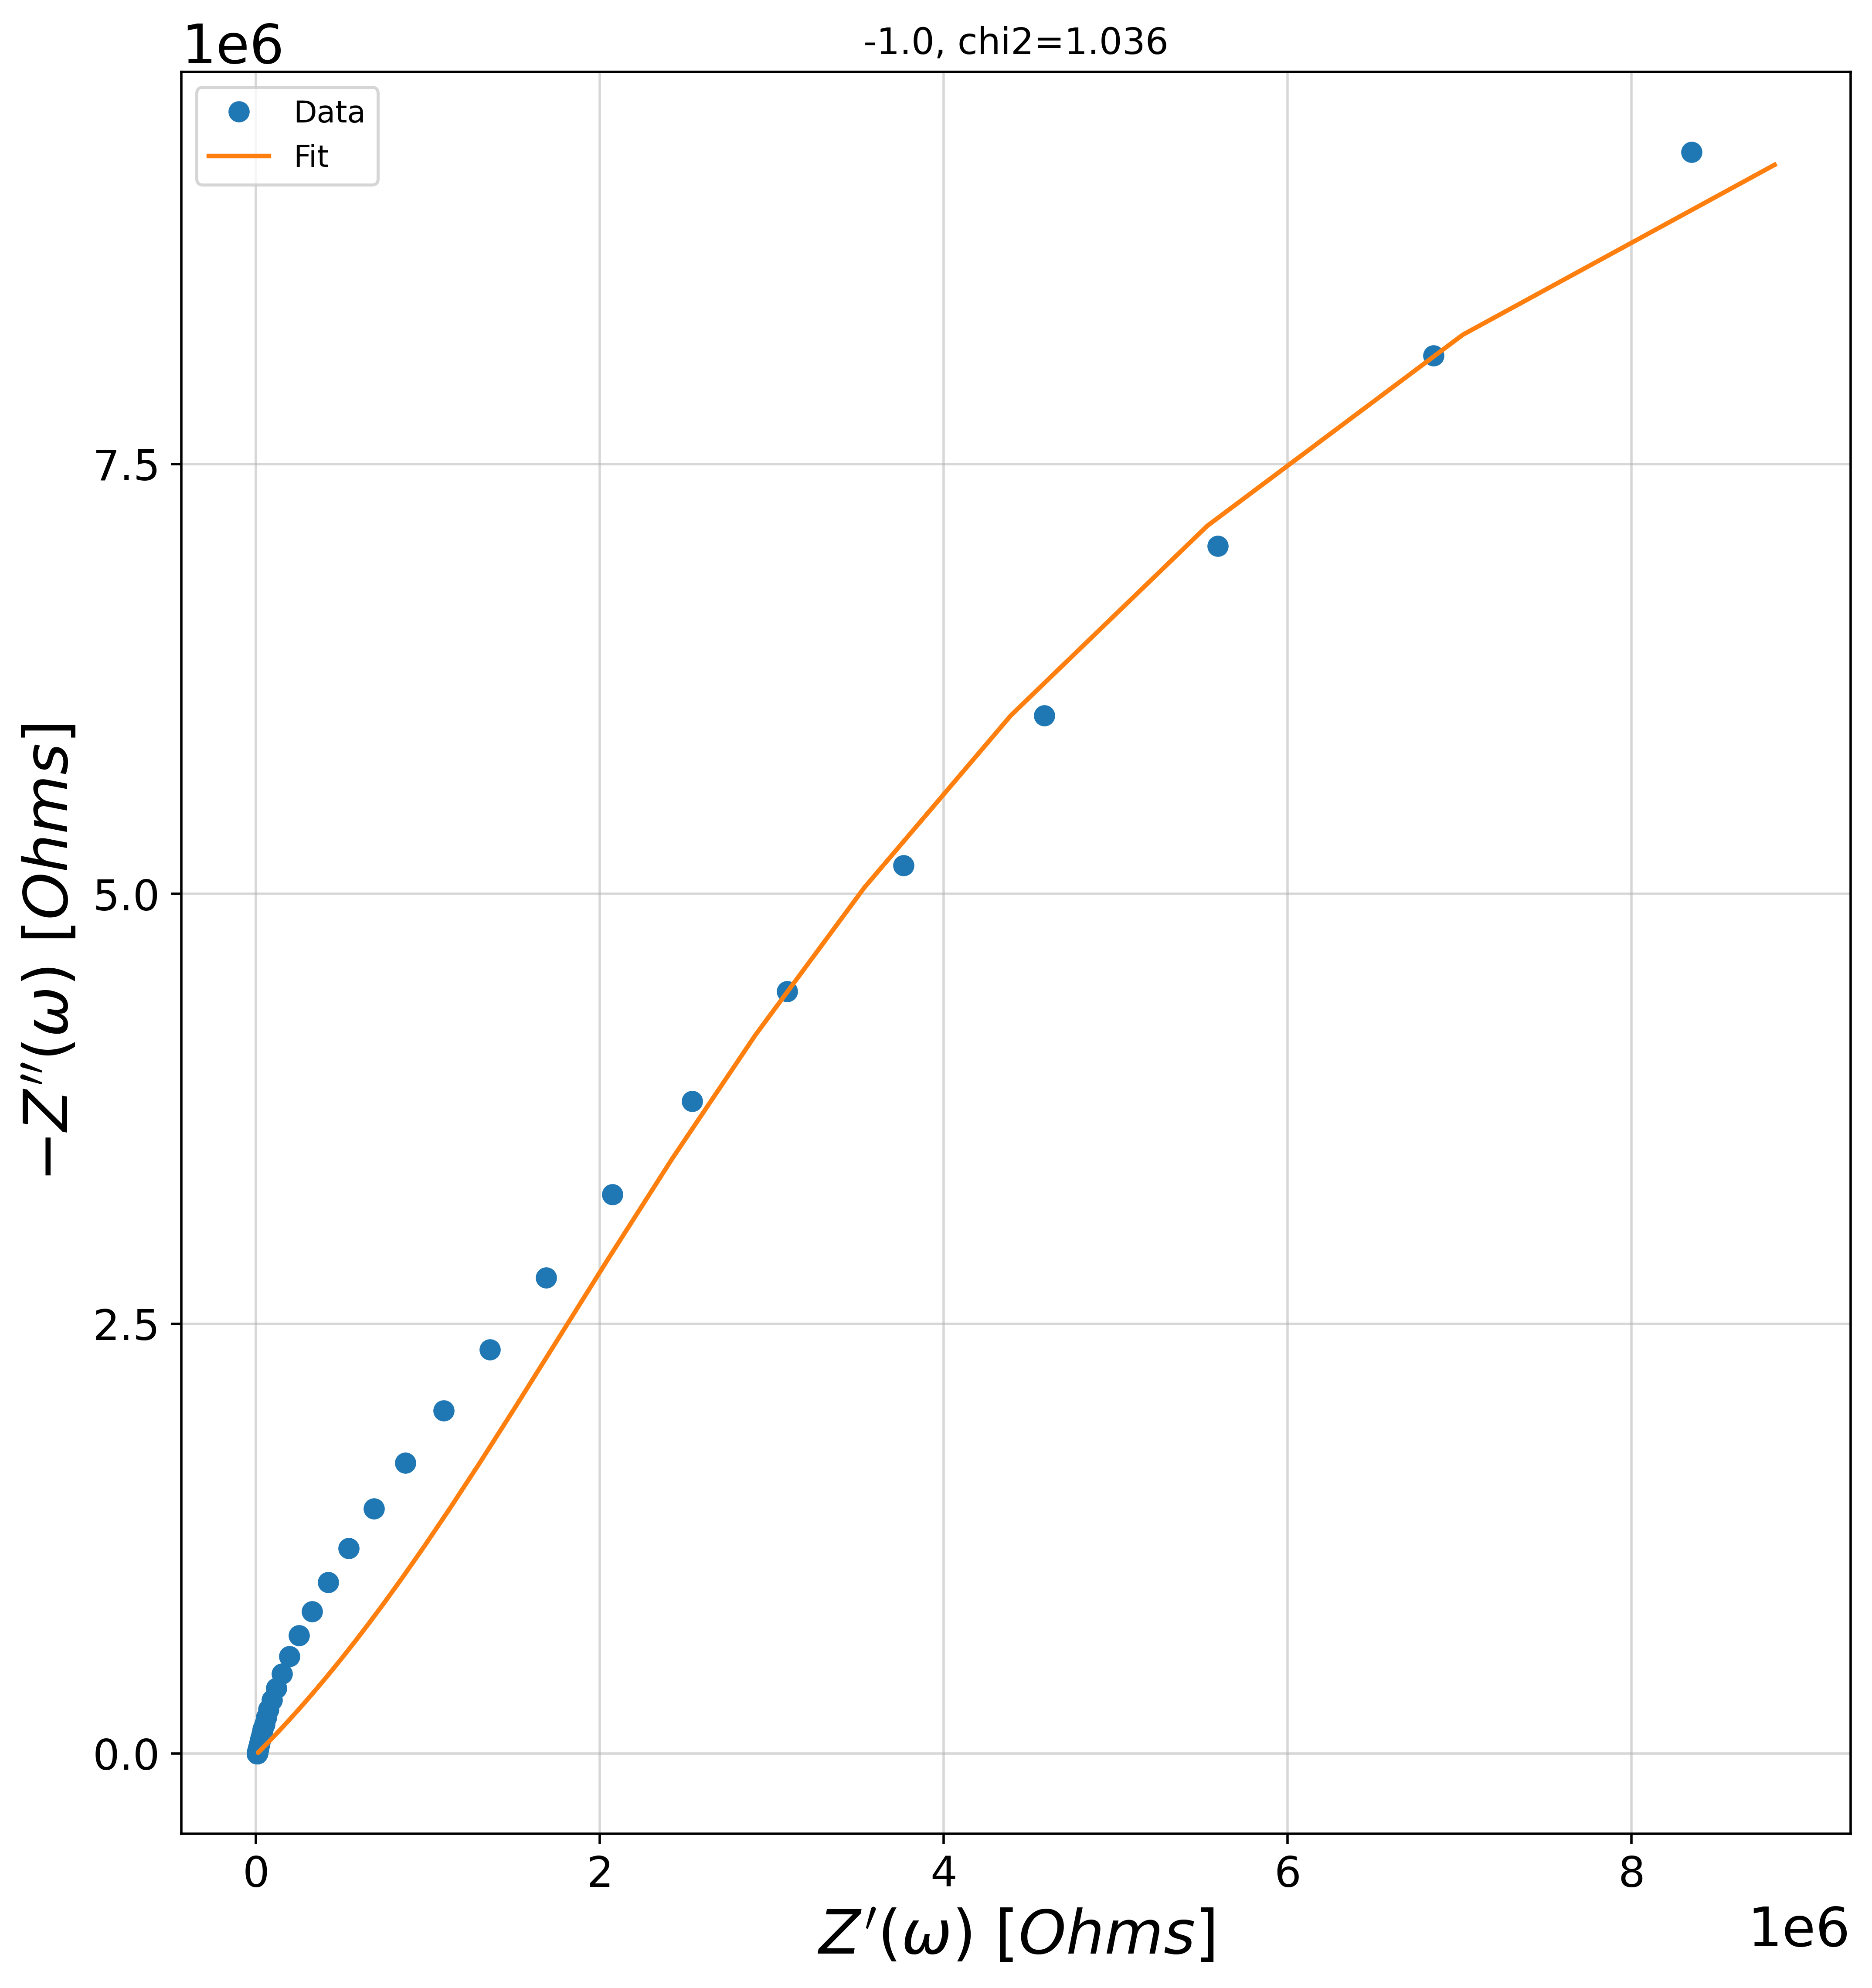 1e6
-1.0, chi2=1.036
Data
Fit
7.5
5.0
2.5
0.0
−Z′′(ω) [Ohms]
0 2 4 6 8
Z′(ω) [Ohms]
1e6